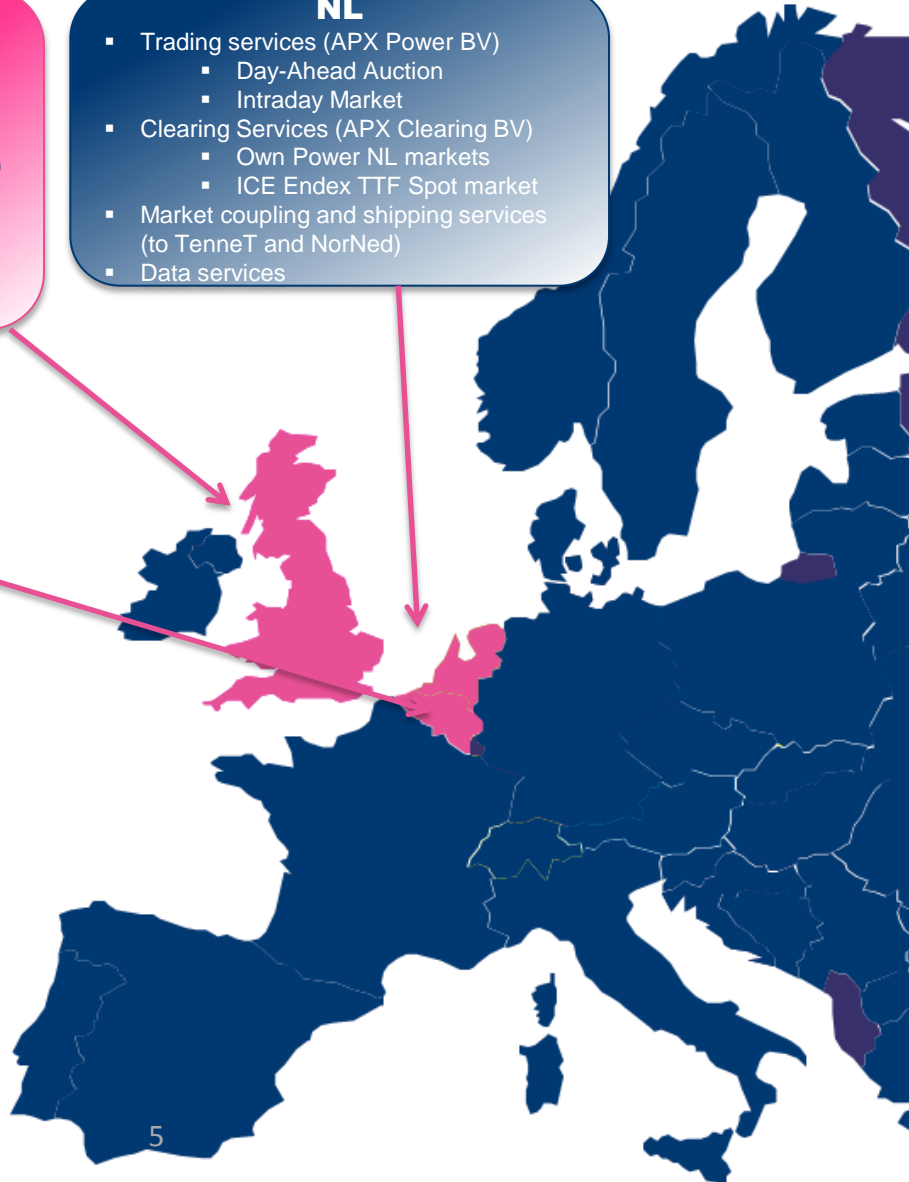 NL
▪ Trading services (APX Power BV)
▪ Day-Ahead Auction
▪ Intraday Market
▪ Clearing Services (APX Clearing BV)
▪ Own Power NL markets
▪ ICE Endex TTF Spot market
▪ Market coupling and shipping services
(to TenneT and NorNed)
▪ Data services
5